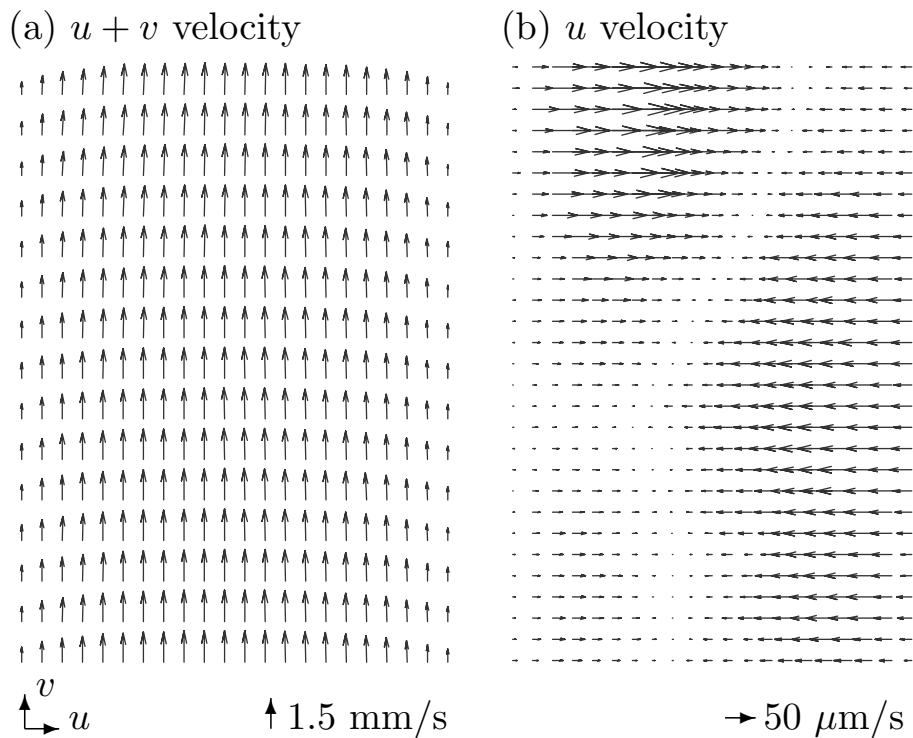 (a) u + v velocity
(b) u velocity
v
u
1.5 mm/s
50 μm/s